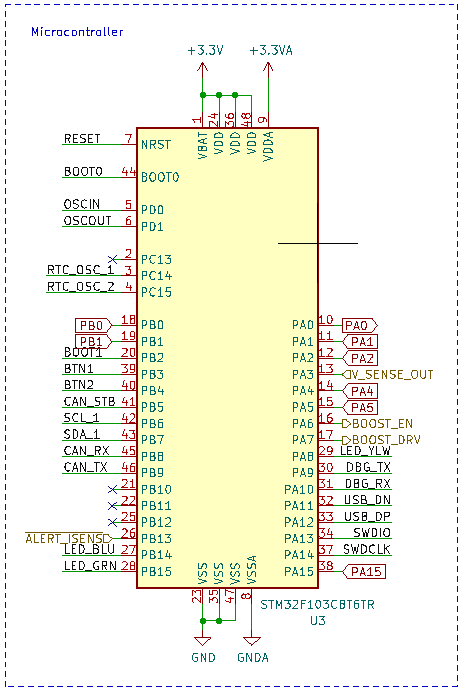 Microcontroller
+3.3V +3.3VA
1 24 36 48 9
VBAT VDD VDD VDD VDDA
RESET 7 NRST
BOOT0 44 BOOT0
OSCIN 5 PD0
OSCOUT 6 PD1
2 PC13
RTC_OSC_1 3 PC14
RTC_OSC_2 4 PC15
PB0 18 PB0 PA0 10 PA0
PB1 19 PB1 PA1 11 PA1
BOOT1 20 PB2 PA2 12 PA2
BTN1 39 PB3 PA3 13 V_SENSE_OUT
BTN2 40 PB4 PA4 14 PA4
CAN_STB 41 PB5 PA5 15 PA5
SCL_1 42 PB6 PA6 16 BOOST_EN
SDA_1 43 PB7 PA7 17 BOOST_DRV
CAN_RX 45 PB8 PA8 29 LED_YLW
CAN_TX 46 PB9 PA9 30 DBG_TX
21 PB10 PA10 31 DBG_RX
22 PB11 PA11 32 USB_DN
25 PB12 PA12 33 USB_DP
ALERT_ISENS 26 PB13 PA13 34 SWDIO
LED_BLU 27 PB14 PA14 37 SWDCLK
LED_GRN 28 PB15 PA15 38 PA15
VSS VSS VSS VSSA
23 35 47 8
STM32F103CBT6TR
U3
GND GNDA